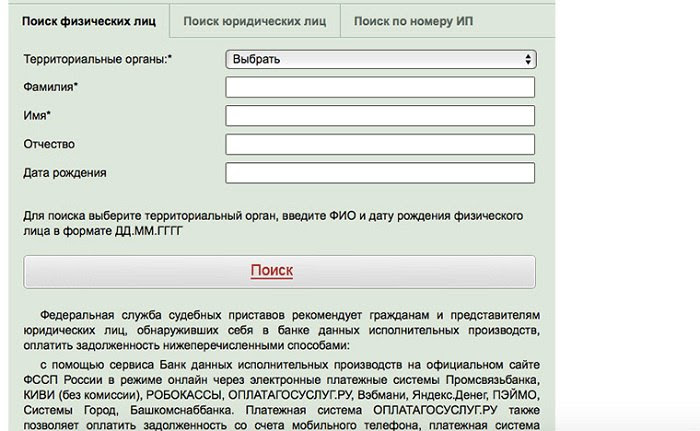 Поиск физических лиц
Поиск юридических лиц
Поиск по номеру ИП
Территориальные органы:*
Выбрать
Фамилия*
Имя*
Отчество
Дата рождения
Для поиска выберите территориальный орган, введите ФИО и дату рождения физического
лица в формате ДД.ММ.ГГГГ
Поиск
Федеральная служба судебных приставов рекомендует гражданам и представителям
юридических лиц, обнаруживших себя в банке данных исполнительных производств,
оплатить задолженность нижеперечисленными способами:
с помощью сервиса Банк данных исполнительных производств на официальном сайте
ФССП России в режиме онлайн через электронные платежные системы Промсвязьбанка,
КИВИ (без комиссии), РОБОКАССЫ, ОПЛАТАГОСУСЛУГ.РУ, Вэбмани, Яндекс.Денег, ПЭЙМО,
Системы Город, Башкомснаббанка. Платежная система ОПЛАТАГОСУСЛУГ.РУ также
позволяет оплатить задолженность со счета мобильного телефона, платежная система